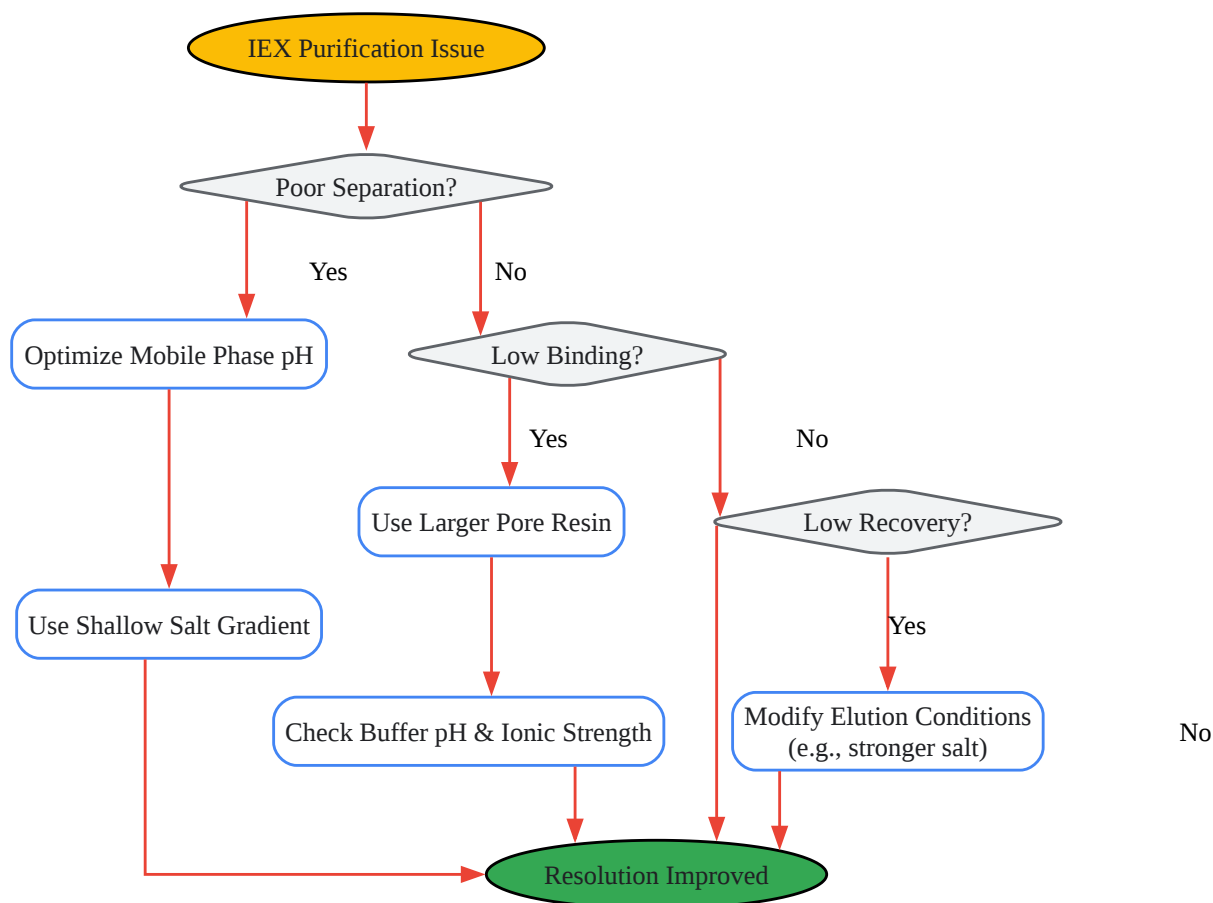 IEX Purification Issue
Poor Separation?
Yes
No
Optimize Mobile Phase pH
Low Binding?
Yes
No
Use Larger Pore Resin
Low Recovery?
Use Shallow Salt Gradient
Yes
Check Buffer pH & Ionic Strength
Modify Elution Conditions
(e.g., stronger salt)
No
Resolution Improved